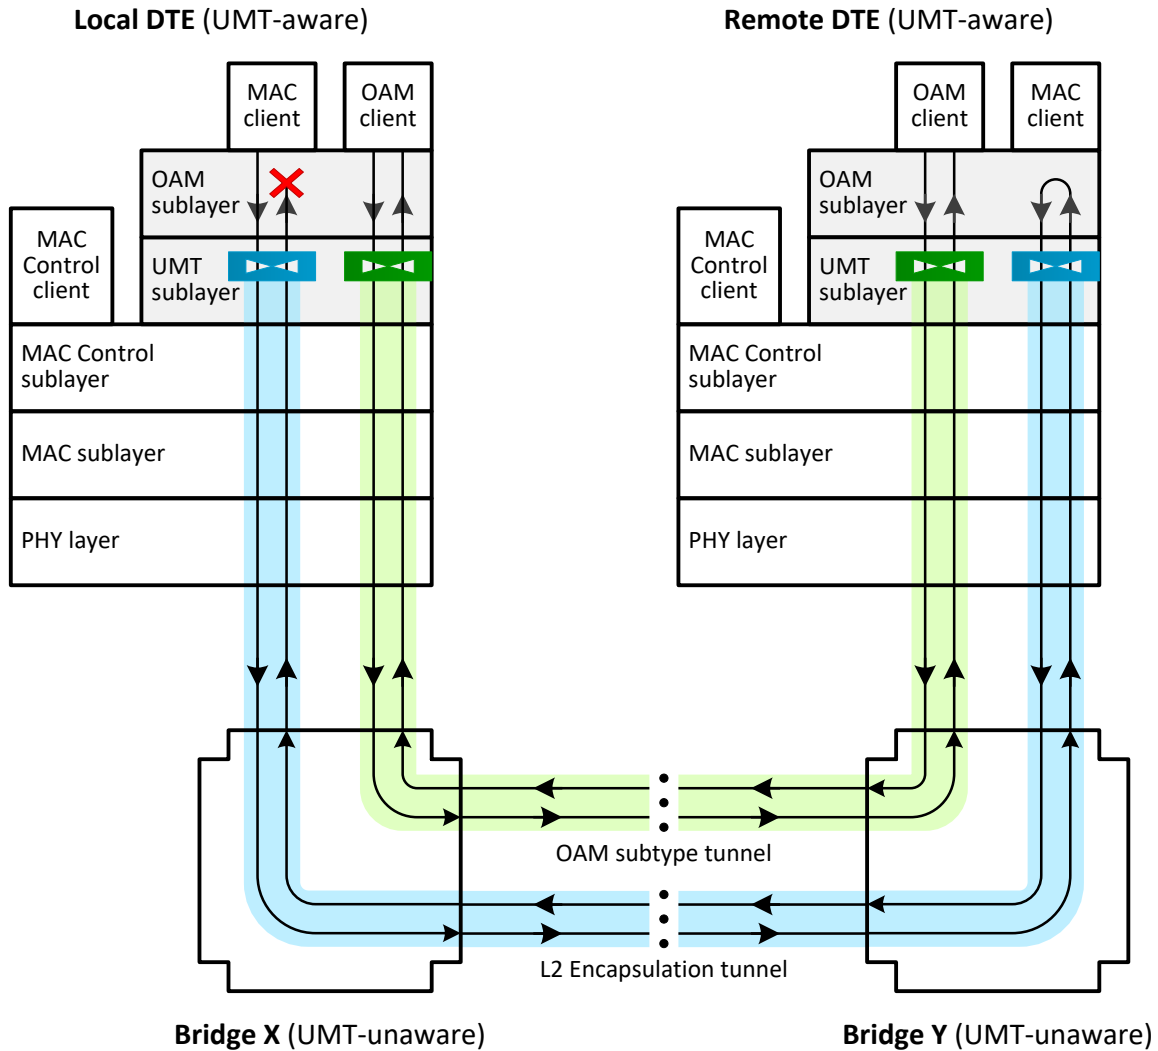 Local DTE (UMT-aware)
Remote DTE (UMT-aware)
MAC
client
OAM
client
OAM
client
MAC
client
OAM
sublayer
OAM
sublayer
MAC
Control
client
UMT
sublayer
MAC
Control
client
UMT
sublayer
MAC Control
sublayer
MAC Control
sublayer
MAC sublayer
MAC sublayer
PHY layer
PHY layer
OAM subtype tunnel
L2 Encapsulation tunnel
Bridge X (UMT-unaware)
Bridge Y (UMT-unaware)